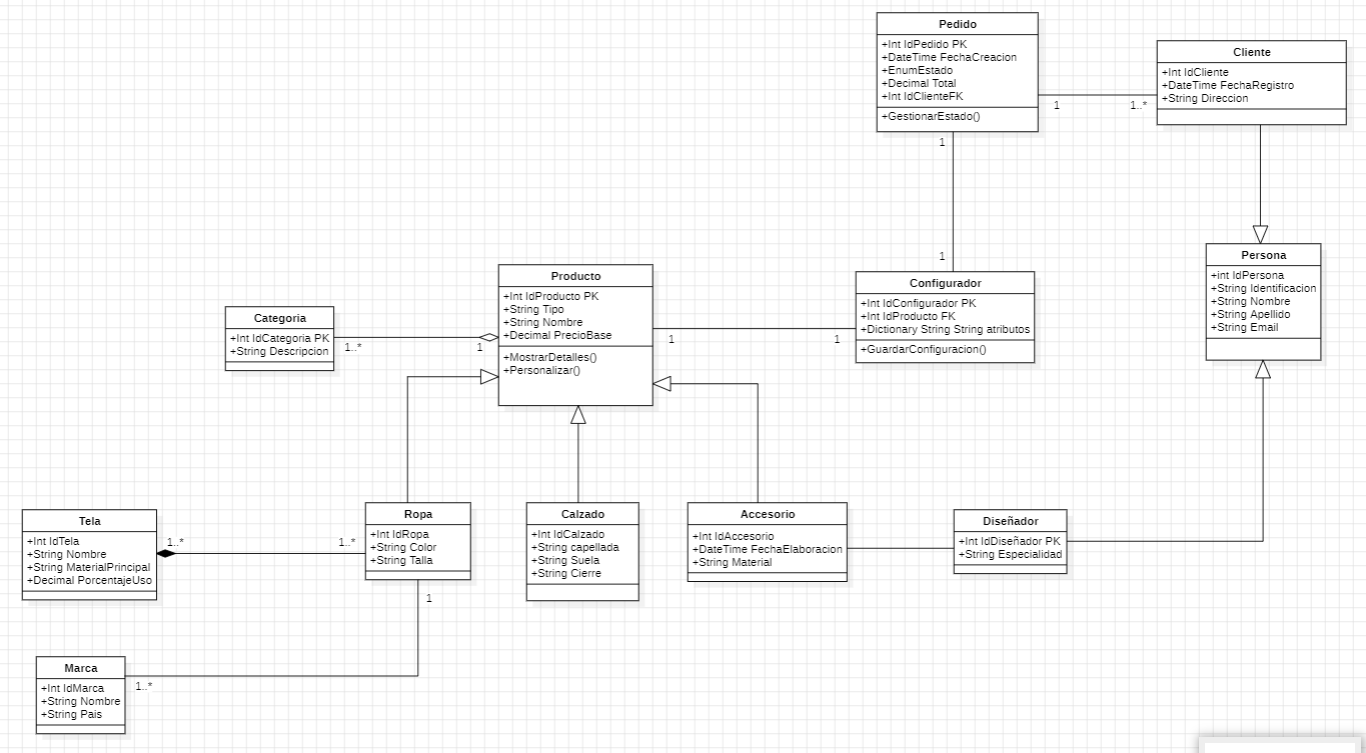 Pedido
+Int IdPedido PK
+DateTime FechaCreacion
+EnumEstado
+Decimal Total
+Int IdClienteFK
+GestionarEstado()
Cliente
+Int IdCliente
+DateTime FechaRegistro
+String Direccion
1
1..*
1
1
Persona
+int IdPersona
+String Identificacion
+String Nombre
+String Apellido
+String Email
Producto
+Int IdProducto PK
+String Tipo
+String Nombre
+Decimal PrecioBase
+MostrarDetalles()
+Personalizar()
Configurador
+Int IdConfigurador PK
+Int IdProducto FK
+Dictionary String String atributos
+GuardarConfiguracion()
Categoria
+Int IdCategoria PK
+String Descripcion
1..*
1
1
1
Tela
+Int IdTela
+String Nombre
+String MaterialPrincipal
+Decimal PorcentajeUso
1..*
1..*
Ropa
+Int IdRopa
+String Color
+String Talla
Calzado
+Int IdCalzado
+String capellada
+String Suela
+String Cierre
Accesorio
+Int IdAccesorio
+DateTime FechaElaboracion
+String Material
Diseñador
+Int IdDiseñador PK
+String Especialidad
1
Marca
+Int IdMarca
+String Nombre
+String Pais
1..*